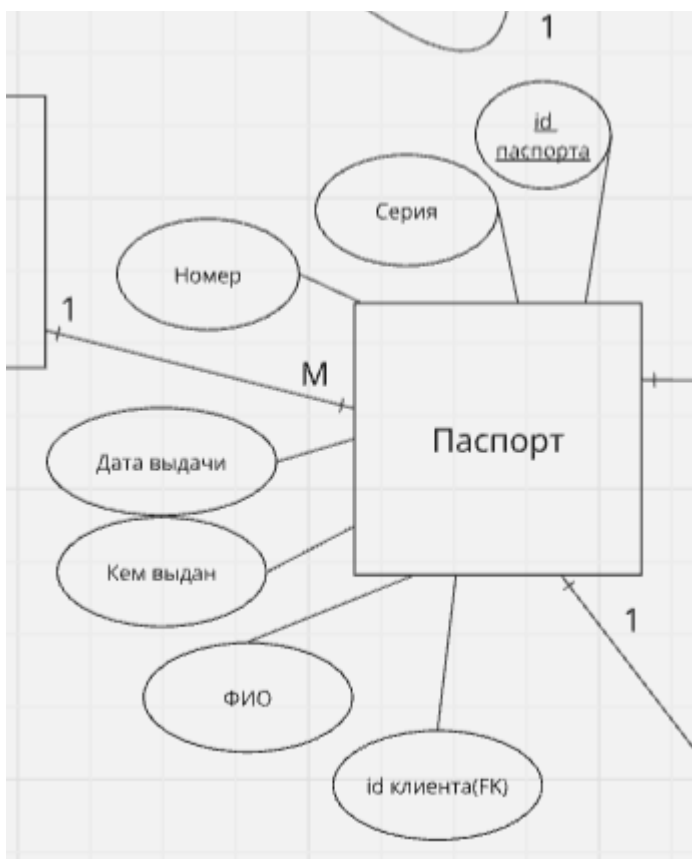 1
id
паспорта
Серия
Номер
1
М
Паспорт
Дата выдачи
Кем выдан
1
ФИО
id клиента(FK)